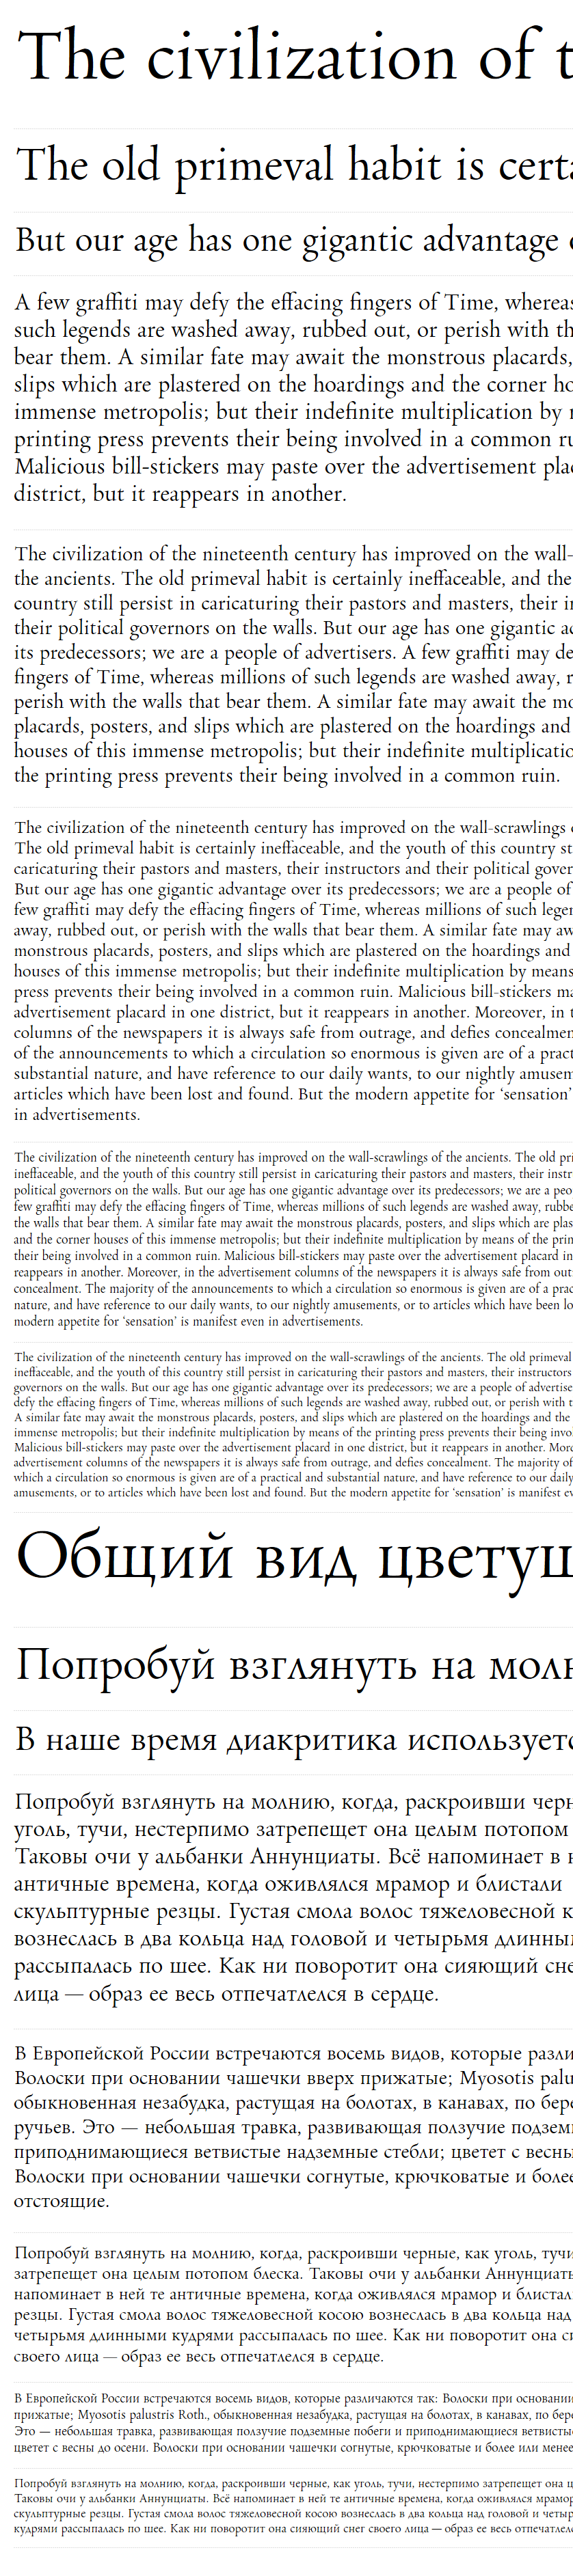 The civilization of t
The old primeval habit is certa
But our age has one gigantic advantage o
A few graffiti may defy the effacing fingers of Time, whereas
such legends are washed away, rubbed out, or perish with th
bear them. A similar fate may await the monstrous placards,
slips which are plastered on the hoardings and the corner ho
immense metropolis; but their indefinite multiplication by m
printing press prevents their being involved in a common ru
Malicious bill-stickers may paste over the advertisement plac
district, but it reappears in another.
The civilization of the nineteenth century has improved on the wall-
the ancients. The old primeval habit is certainly ineffaceable, and the
country still persist in caricaturing their pastors and masters, their in
their political governors on the walls. But our age has one gigantic ad
its predecessors; we are a people of advertisers. A few graffiti may de
fingers of Time, whereas millions of such legends are washed away, r
perish with the walls that bear them. A similar fate may await the mo
placards, posters, and slips which are plastered on the hoardings and
houses of this immense metropolis; but their indefinite multiplicatio
the printing press prevents their being involved in a common ruin.
The civilization of the nineteenth century has improved on the wall-scrawlings o
The old primeval habit is certainly ineffaceable, and the youth of this country st
caricaturing their pastors and masters, their instructors and their political gover
But our age has one gigantic advantage over its predecessors; we are a people of
few graffiti may defy the effacing fingers of Time, whereas millions of such leger
away, rubbed out, or perish with the walls that bear them. A similar fate may aw
monstrous placards, posters, and slips which are plastered on the hoardings and
houses of this immense metropolis; but their indefinite multiplication by means
press prevents their being involved in a common ruin. Malicious bill-stickers ma
advertisement placard in one district, but it reappears in another. Moreover, in t
columns of the newspapers it is always safe from outrage, and defies concealmen
of the announcements to which a circulation so enormous is given are of a pract
substantial nature, and have reference to our daily wants, to our nightly amusem
articles which have been lost and found. But the modern appetite for ‘sensation’
in advertisements.
The civilization of the nineteenth century has improved on the wall-scrawlings of the ancients. The old pri
ineffaceable, and the youth of this country still persist in caricaturing their pastors and masters, their instr
political governors on the walls. But our age has one gigantic advantage over its predecessors; we are a peo
few graffiti may defy the effacing fingers of Time, whereas millions of such legends are washed away, rubbe
the walls that bear them. A similar fate may await the monstrous placards, posters, and slips which are plas
and the corner houses of this immense metropolis; but their indefinite multiplication by means of the prin
their being involved in a common ruin. Malicious bill-stickers may paste over the advertisement placard in
reappears in another. Moreover, in the advertisement columns of the newspapers it is always safe from out
concealment. The majority of the announcements to which a circulation so enormous is given are of a prac
nature, and have reference to our daily wants, to our nightly amusements, or to articles which have been lo
modern appetite for ‘sensation’ is manifest even in advertisements.
The civilization of the nineteenth century has improved on the wall-scrawlings of the ancients. The old primeval
ineffaceable, and the youth of this country still persist in caricaturing their pastors and masters, their instructors
governors on the walls. But our age has one gigantic advantage over its predecessors; we are a people of advertise
defy the effacing fingers of Time, whereas millions of such legends are washed away, rubbed out, or perish with t
A similar fate may await the monstrous placards, posters, and slips which are plastered on the hoardings and the
immense metropolis; but their indefinite multiplication by means of the printing press prevents their being invo
Malicious bill-stickers may paste over the advertisement placard in one district, but it reappears in another. More
advertisement columns of the newspapers it is always safe from outrage, and defies concealment. The majority of
which a circulation so enormous is given are of a practical and substantial nature, and have reference to our daily
amusements, or to articles which have been lost and found. But the modern appetite for ‘sensation’ is manifest ev
Общий вид цветущ
Попробуй взглянуть на молн
В наше время диакритика используетс
Попробуй взглянуть на молнию, когда, раскроивши черн
уголь, тучи, нестерпимо затрепещет она целым потопом
Таковы очи у альбанки Аннунциаты. Всё напоминает в н
античные времена, когда оживлялся мрамор и блистали
скульптурные резцы. Густая смола волос тяжеловесной к
вознеслась в два кольца над головой и четырьмя длинны
рассыпалась по шее. Как ни поворотит она сияющий сне
лица — образ ее весь отпечатлелся в сердце.
В Европейской России встречаются восемь видов, которые разли
Волоски при основании чашечки вверх прижатые; Myosotis palu
обыкновенная незабудка, растущая на болотах, в канавах, по бере
ручьев. Это — небольшая травка, развивающая ползучие подзем
приподнимающиеся ветвистые надземные стебли; цветет с весны
Волоски при основании чашечки согнутые, крючковатые и более
отстоящие.
Попробуй взглянуть на молнию, когда, раскроивши черные, как уголь, тучи
затрепещет она целым потопом блеска. Таковы очи у альбанки Аннунциаты
напоминает в ней те античные времена, когда оживлялся мрамор и блистал
резцы. Густая смола волос тяжеловесной косою вознеслась в два кольца над
четырьмя длинными кудрями рассыпалась по шее. Как ни поворотит она си
своего лица — образ ее весь отпечатлелся в сердце.
В Европейской России встречаются восемь видов, которые различаются так: Волоски при основании
прижатые; Myosotis palustris Roth., обыкновенная незабудка, растущая на болотах, в канавах, по бере
Это — небольшая травка, развивающая ползучие подземные побеги и приподнимающиеся ветвисты
цветет с весны до осени. Волоски при основании чашечки согнутые, крючковатые и более или менее
Попробуй взглянуть на молнию, когда, раскроивши черные, как уголь, тучи, нестерпимо затрепещет она ц
Таковы очи у альбанки Аннунциаты. Всё напоминает в ней те античные времена, когда оживлялся мрамор
скульптурные резцы. Густая смола волос тяжеловесной косою вознеслась в два кольца над головой и четыр
кудрями рассыпалась по шее. Как ни поворотит она сияющий снег своего лица — образ ее весь отпечатлелс